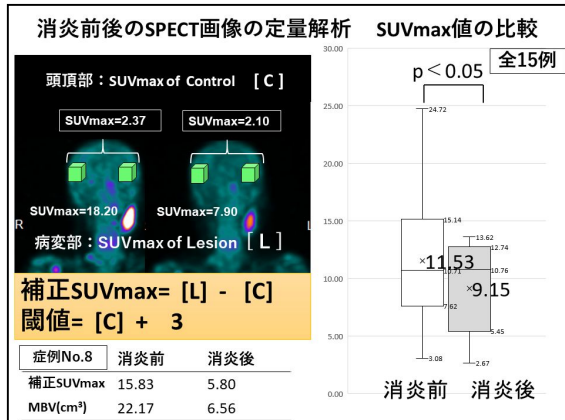 消炎前後のSPECT画像の定量解析
SUVmax値の比較
頭頂部：SUVmax of Control [C]
SUVmax=2.37
SUVmax=2.10
SUVmax=18.20
SUVmax=7.90
R
L
病変部：SUVmax of Lesion [L]
補正SUVmax= [L] - [C]
閾値= [C] + 3
症例No.8 消炎前 消炎後
補正SUVmax 15.83 5.80
MBV(cm³) 22.17 6.56
全15例
p＜0.05
30.00
25.00
20.00
15.00
10.00
5.00
0.00
24.72
15.14
11.53
10.71
7.62
3.08
13.62
12.74
10.76
9.15
5.45
2.67
消炎前 消炎後